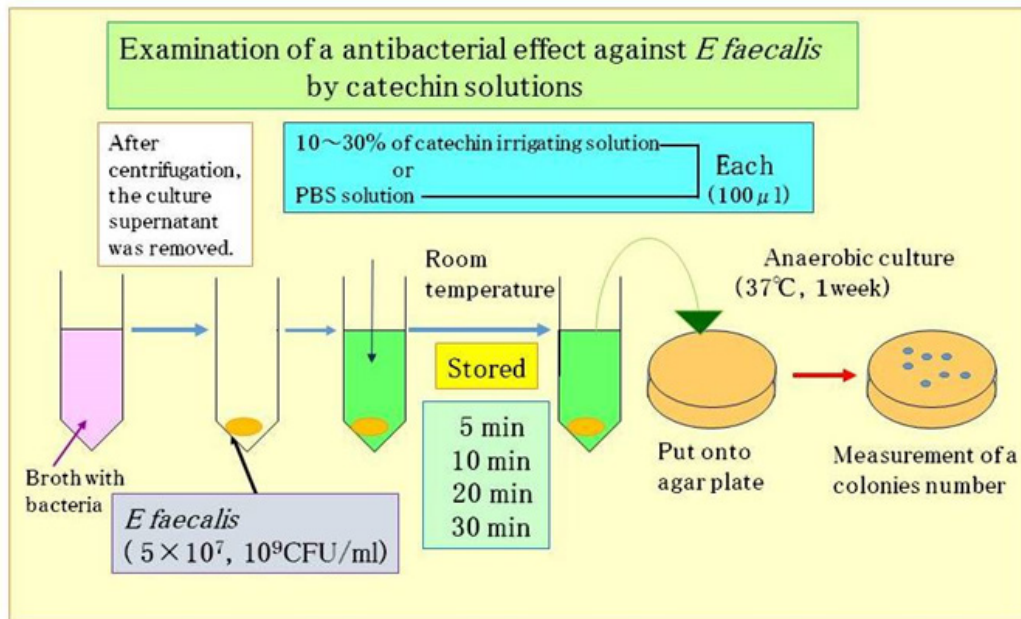 Examination of a antibacterial effect against E faecalis
by catechin solutions
After
centrifugation,
the culture
supernatant
was removed.
10～30% of catechin irrigating solution
or
PBS solution
Each
(100μl)
Room
temperature
Anaerobic culture
(37℃, 1week)
Stored
5 min
10 min
20 min
30 min
Broth with
bacteria
E faecalis
(5×10⁷, 10⁹CFU/ml)
Put onto
agar plate
Measurement of a
colonies number